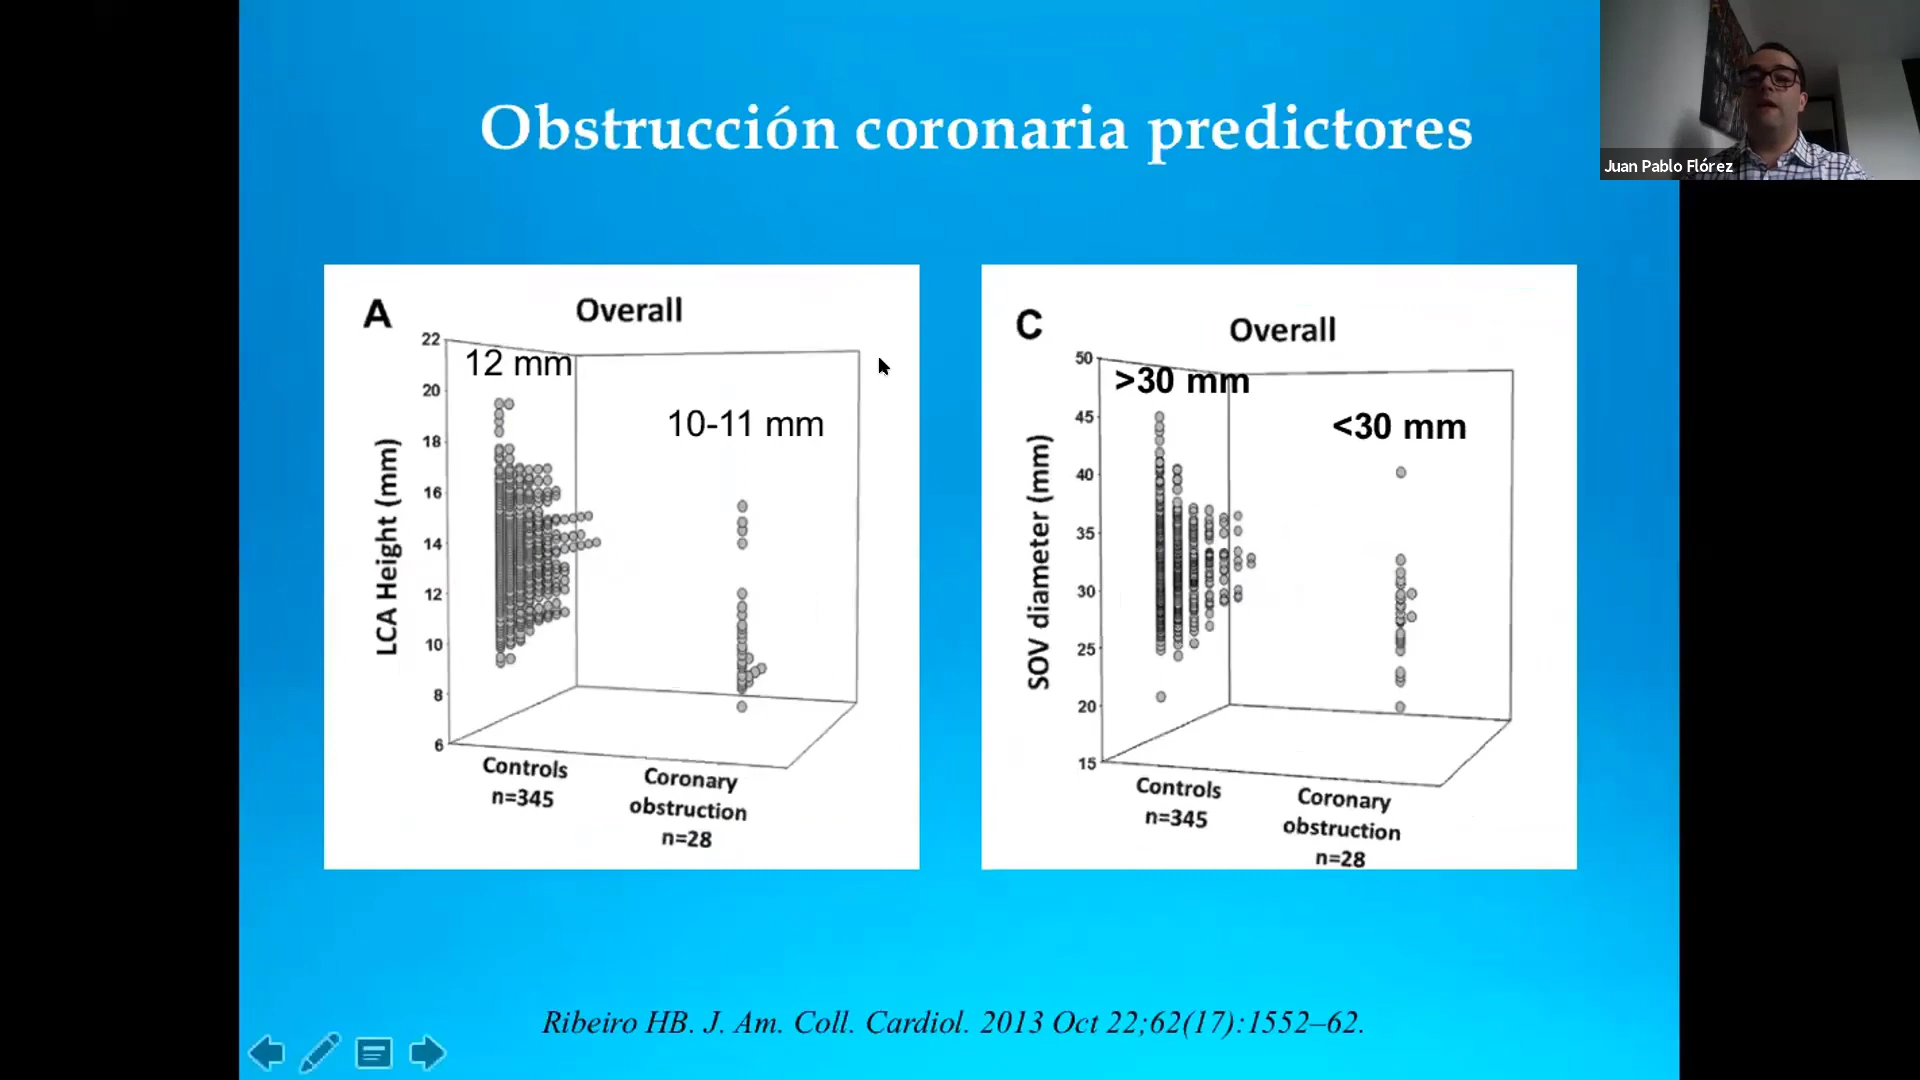 Obstrucción coronaria predictores
Juan Pablo Flórez
A
Overall
12 mm
10-11 mm
LCA Height (mm)
22
20
18
16
14
12
10
8
6
Controls
n=345
Coronary
obstruction
n=28
C
Overall
>30 mm
<30 mm
SOV diameter (mm)
50
45
40
35
30
25
20
15
Controls
n=345
Coronary
obstruction
n=28
Ribeiro HB. J. Am. Coll. Cardiol. 2013 Oct 22;62(17):1552–62.